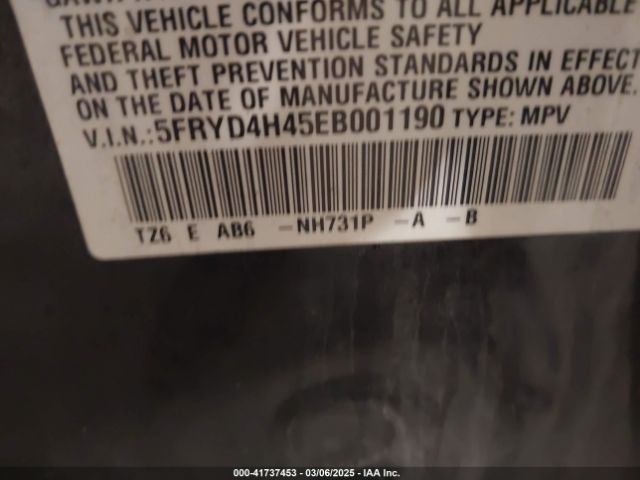 THIS VEHICLE CONFORMS TO ALL APPLICABLE
FEDERAL MOTOR VEHICLE SAFETY
AND THEFT PREVENTION STANDARDS IN EFFECT
ON THE DATE OF MANUFACTURE SHOWN ABOVE.
V.I.N.:5FRYD4H45EB001190 TYPE: MPV
TZ6 E AB6 -NH731P -A -B
000-41737453 - 03/06/2025 - IAA Inc.